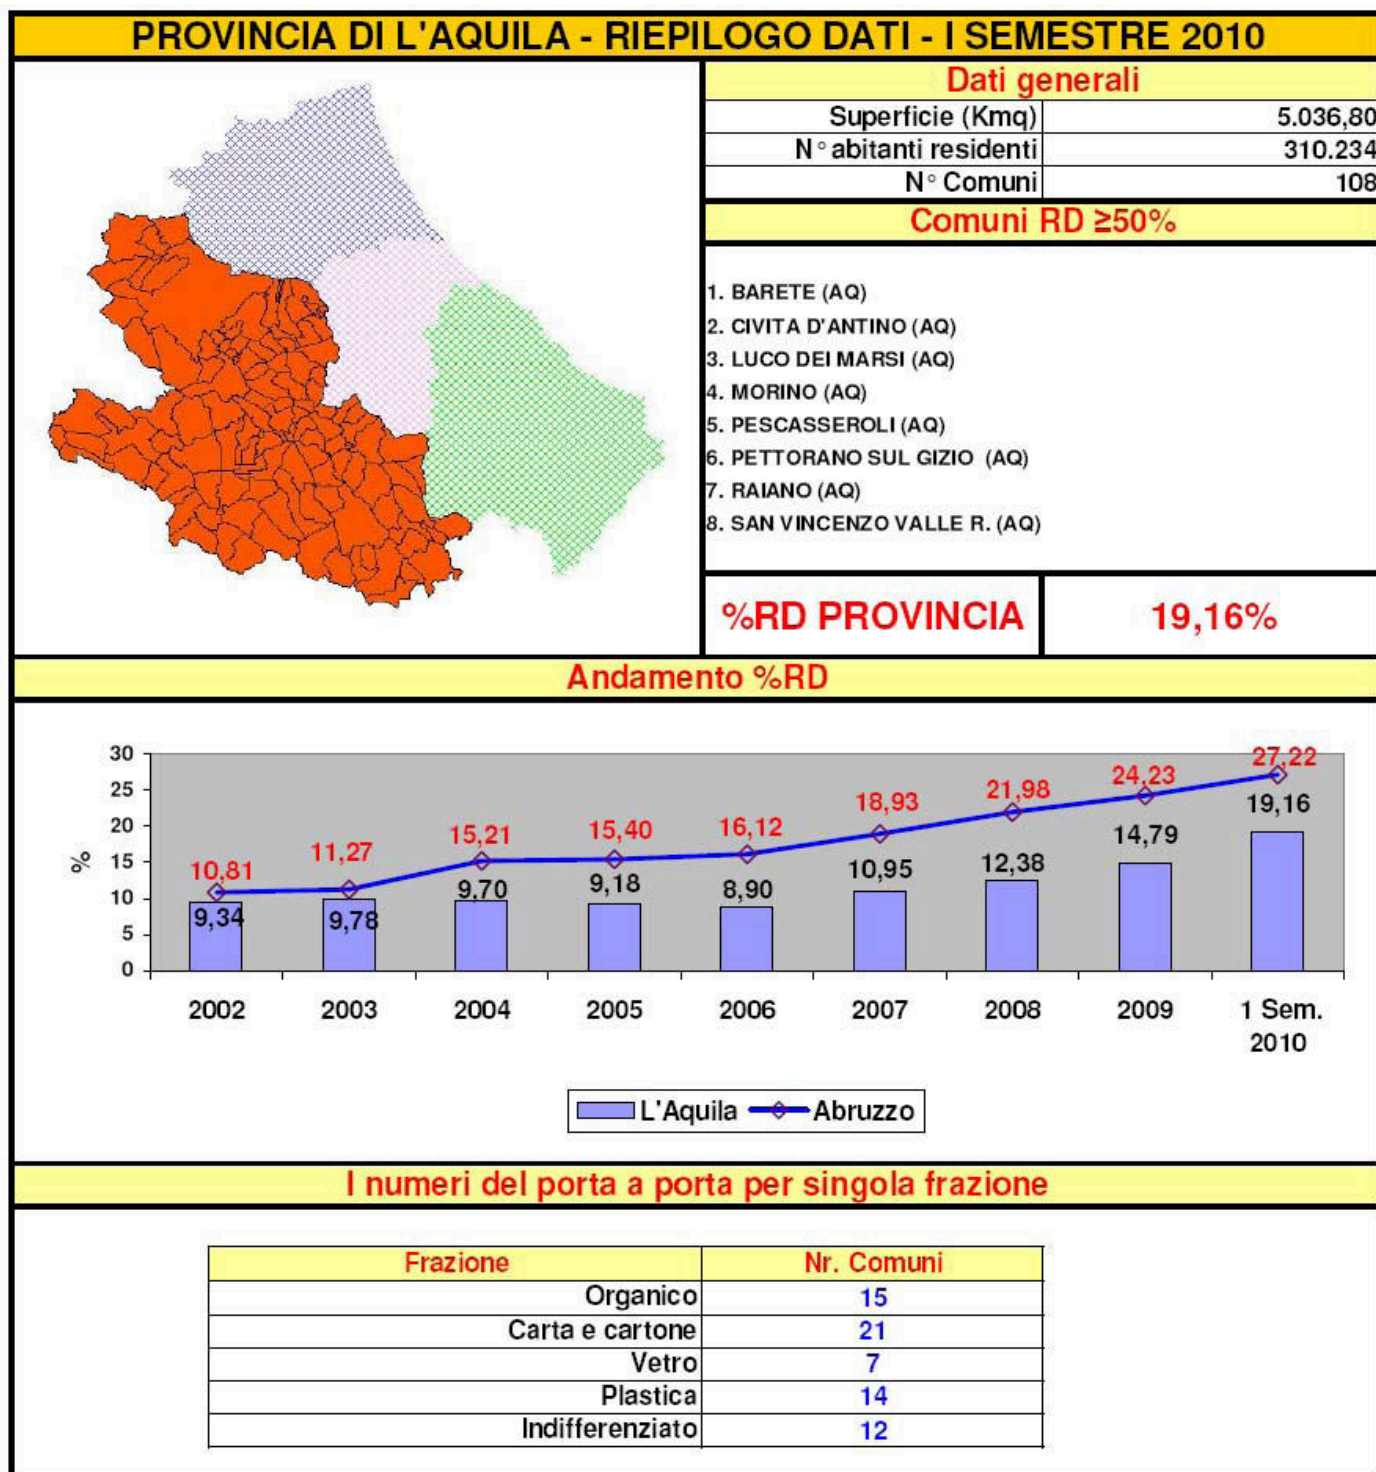 PROVINCIA DI L'AQUILA - RIEPILOGO DATI - I SEMESTRE 2010
Dati generali
Superficie (Kmq) 5.036,80
N° abitanti residenti 310.234
N° Comuni 108
Comuni RD ≥50%
1. BARETE (AQ)
2. CIVITA D'ANTINO (AQ)
3. LUCO DEI MARSI (AQ)
4. MORINO (AQ)
5. PESCASSEROLI (AQ)
6. PETTORANO SUL GIZIO (AQ)
7. RAIANO (AQ)
8. SAN VINCENZO VALLE R. (AQ)
%RD PROVINCIA 19,16%
Andamento %RD
%
30
25
20
15
10
5
0
10,81 11,27 15,21 15,40 16,12 18,93 21,98 24,23 27,22
9,34 9,78 9,70 9,18 8,90 10,95 12,38 14,79 19,16
2002 2003 2004 2005 2006 2007 2008 2009 1 Sem.
2010
L'Aquila Abruzzo
I numeri del porta a porta per singola frazione
Frazione Nr. Comuni
Organico 15
Carta e cartone 21
Vetro 7
Plastica 14
Indifferenziato 12